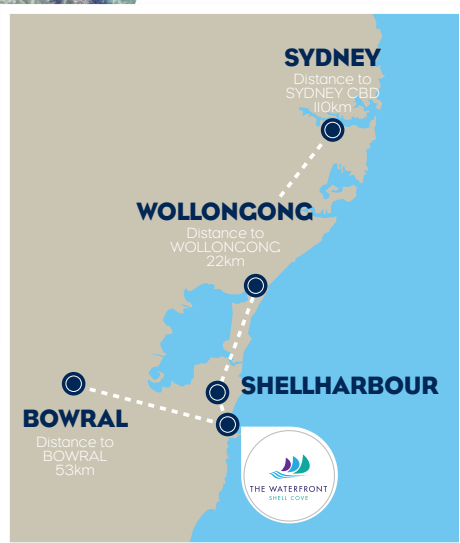 SYDNEY
Distance to
SYDNEY CBD
110km
WOLLONGONG
Distance to
WOLLONGONG
22km
SHELLHARBOUR
BOWRAL
Distance to
BOWRAL
53km
THE WATERFRONT
SHELL COVE